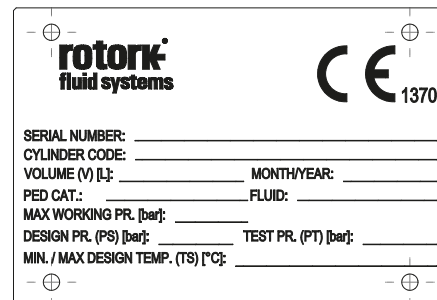 rotork
fluid systems
CE 1370
SERIAL NUMBER:
CYLINDER CODE:
VOLUME (V) [L]: MONTH/YEAR:
PED CAT.: FLUID:
MAX WORKING PR. [bar]:
DESIGN PR. (PS) [bar]: TEST PR. (PT) [bar]:
MIN. / MAX DESIGN TEMP. (TS) [°C]: